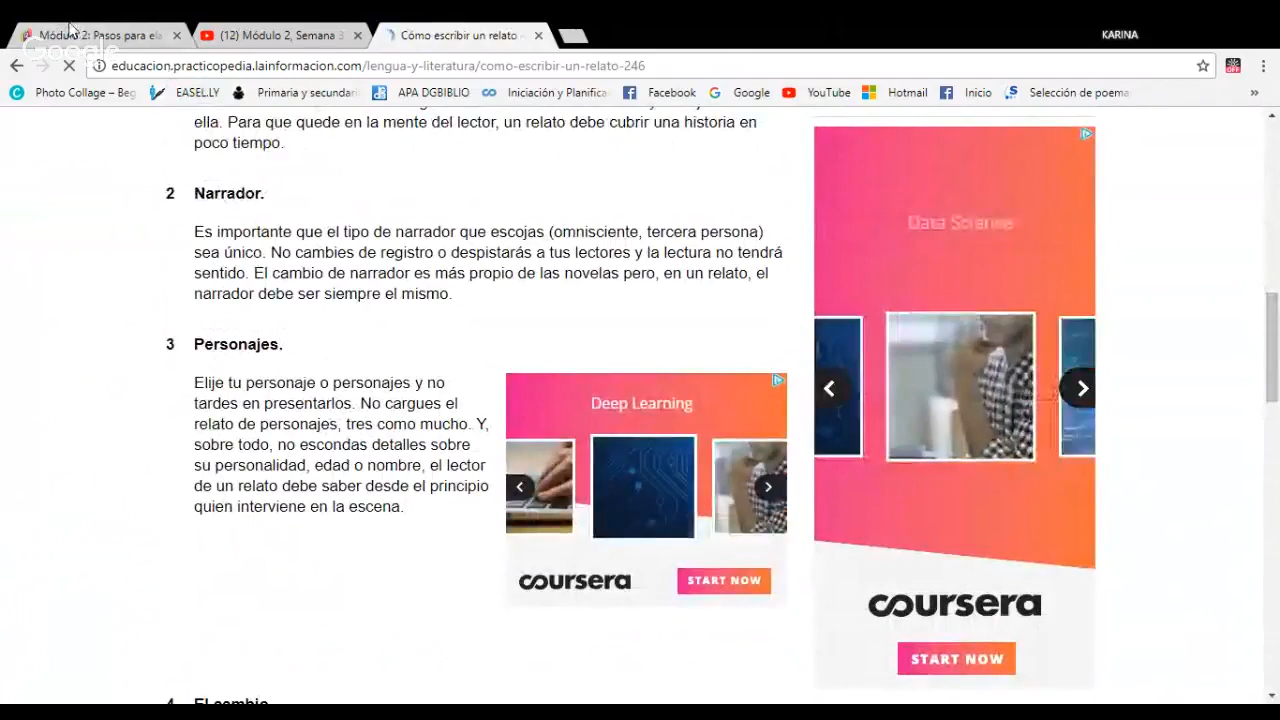 Módulo 2: Pasos para ela
(12) Módulo 2, Semana 3
Cómo escribir un relato -
KARINA
Google
educacion.practicopedia.lainformacion.com/lengua-y-literatura/como-escribir-un-relato-246
Photo Collage – Beg
EASEL.LY
Primaria y secundari
APA DGBIBLIO
Iniciación y Planifica
Facebook
Google
YouTube
Hotmail
Inicio
Selección de poema
»
ella. Para que quede en la mente del lector, un relato debe cubrir una historia en
poco tiempo.
2 Narrador.
Es importante que el tipo de narrador que escojas (omnisciente, tercera persona)
sea único. No cambies de registro o despistarás a tus lectores y la lectura no tendrá
sentido. El cambio de narrador es más propio de las novelas pero, en un relato, el
narrador debe ser siempre el mismo.
3 Personajes.
Elije tu personaje o personajes y no
tardes en presentarlos. No cargues el
relato de personajes, tres como mucho. Y,
sobre todo, no escondas detalles sobre
su personalidad, edad o nombre, el lector
de un relato debe saber desde el principio
quien interviene en la escena.
Deep Learning
coursera
START NOW
Data Science
coursera
START NOW
4 El cambio.